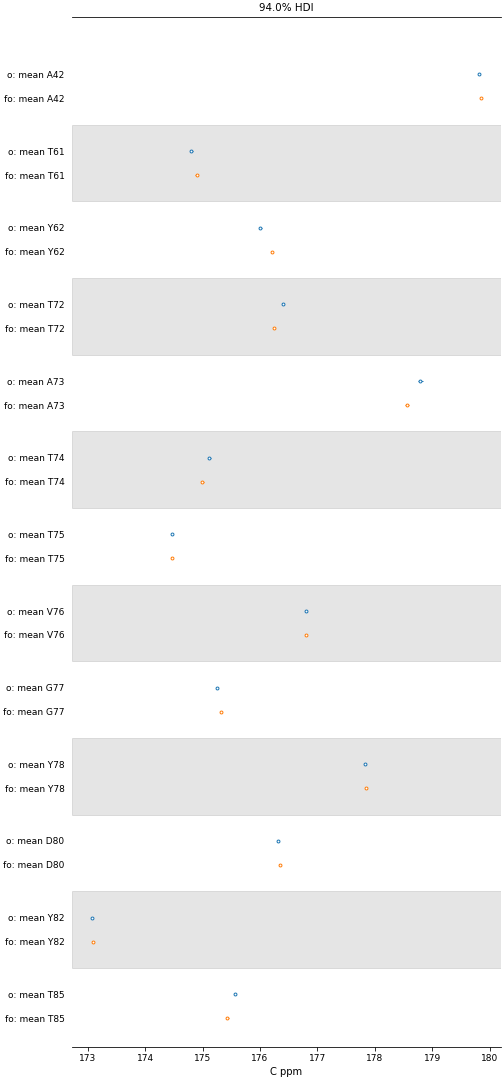 94.0% HDI
o: mean A42
fo: mean A42
o: mean T61
fo: mean T61
o: mean Y62
fo: mean Y62
o: mean T72
fo: mean T72
o: mean A73
fo: mean A73
o: mean T74
fo: mean T74
o: mean T75
fo: mean T75
o: mean V76
fo: mean V76
o: mean G77
fo: mean G77
o: mean Y78
fo: mean Y78
o: mean D80
fo: mean D80
o: mean Y82
fo: mean Y82
o: mean T85
fo: mean T85
173 174 175 176 177 178 179 180
C ppm